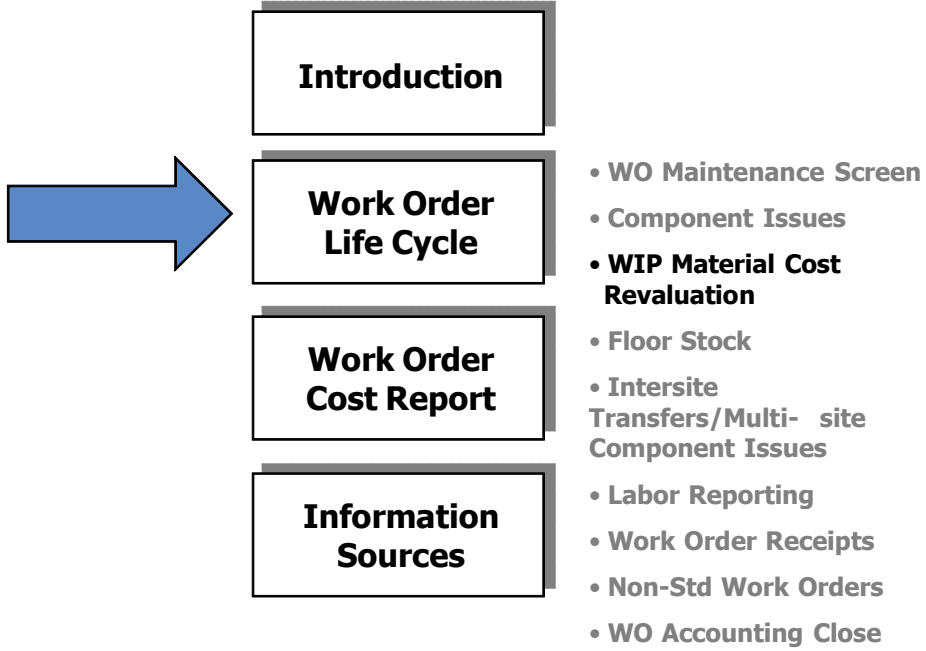 Introduction
Work Order
Life Cycle
Work Order
Cost Report
Information
Sources
• WO Maintenance Screen
• Component Issues
• WIP Material Cost
Revaluation
• Floor Stock
• Intersite
Transfers/Multi- site
Component Issues
• Labor Reporting
• Work Order Receipts
• Non-Std Work Orders
• WO Accounting Close